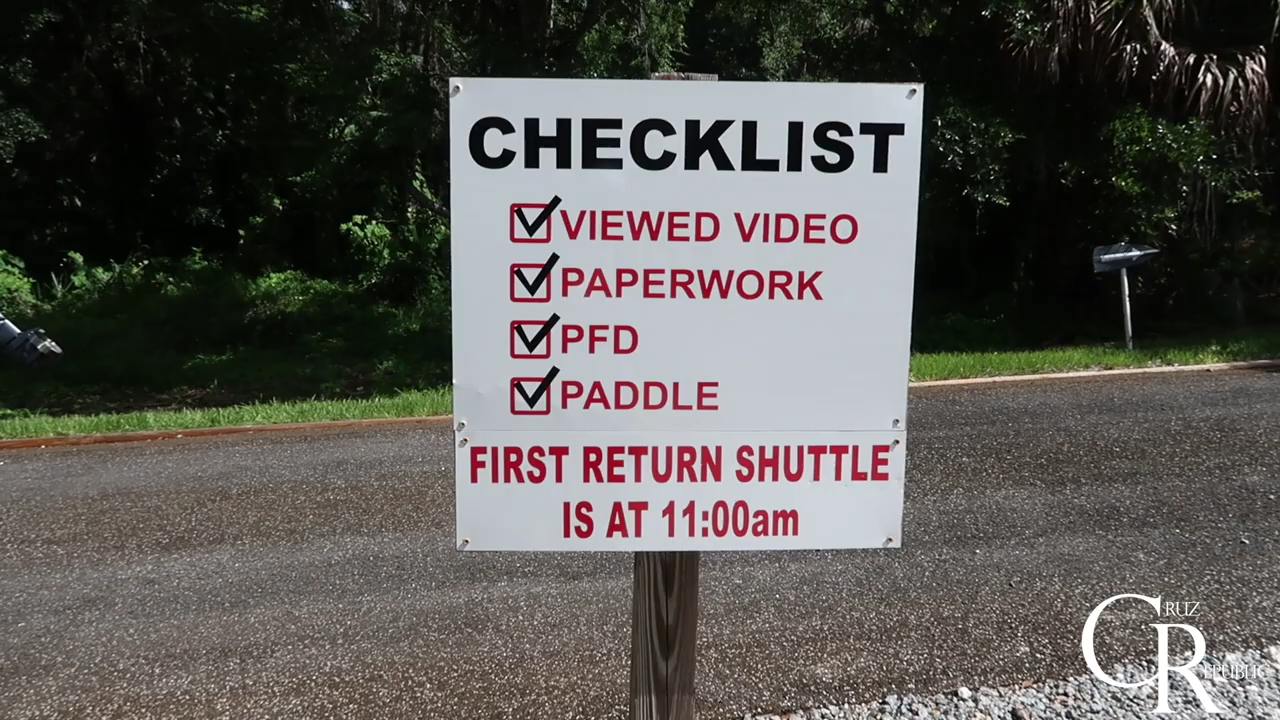 CHECKLIST
VIEWED VIDEO
PAPERWORK
PFD
PADDLE
FIRST RETURN SHUTTLE
IS AT 11:00am
CRUZ
REPUBLIC